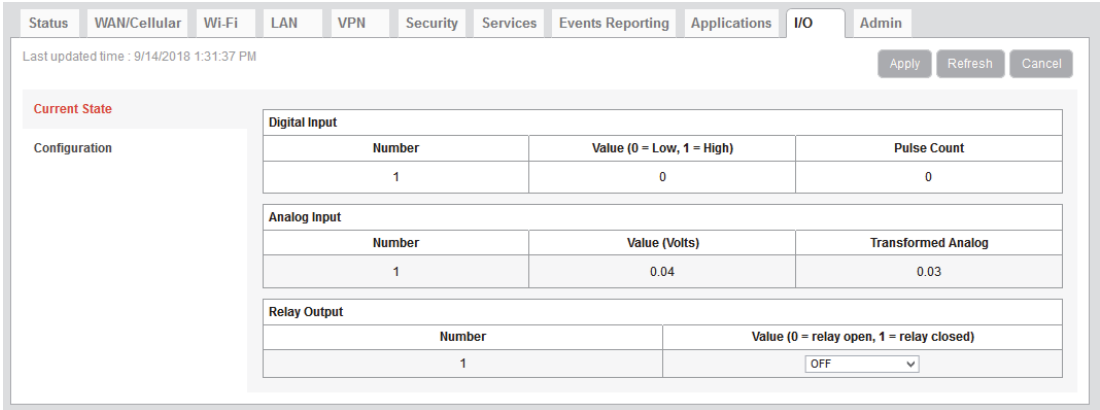 Status WAN/Cellular Wi-Fi LAN VPN Security Services Events Reporting Applications I/O Admin
Last updated time : 9/14/2018 1:31:37 PM Apply Refresh Cancel
Current State
Configuration
Digital Input
Number Value (0 = Low, 1 = High) Pulse Count
1 0 0
Analog Input
Number Value (Volts) Transformed Analog
1 0.04 0.03
Relay Output
Number Value (0 = relay open, 1 = relay closed)
1 OFF